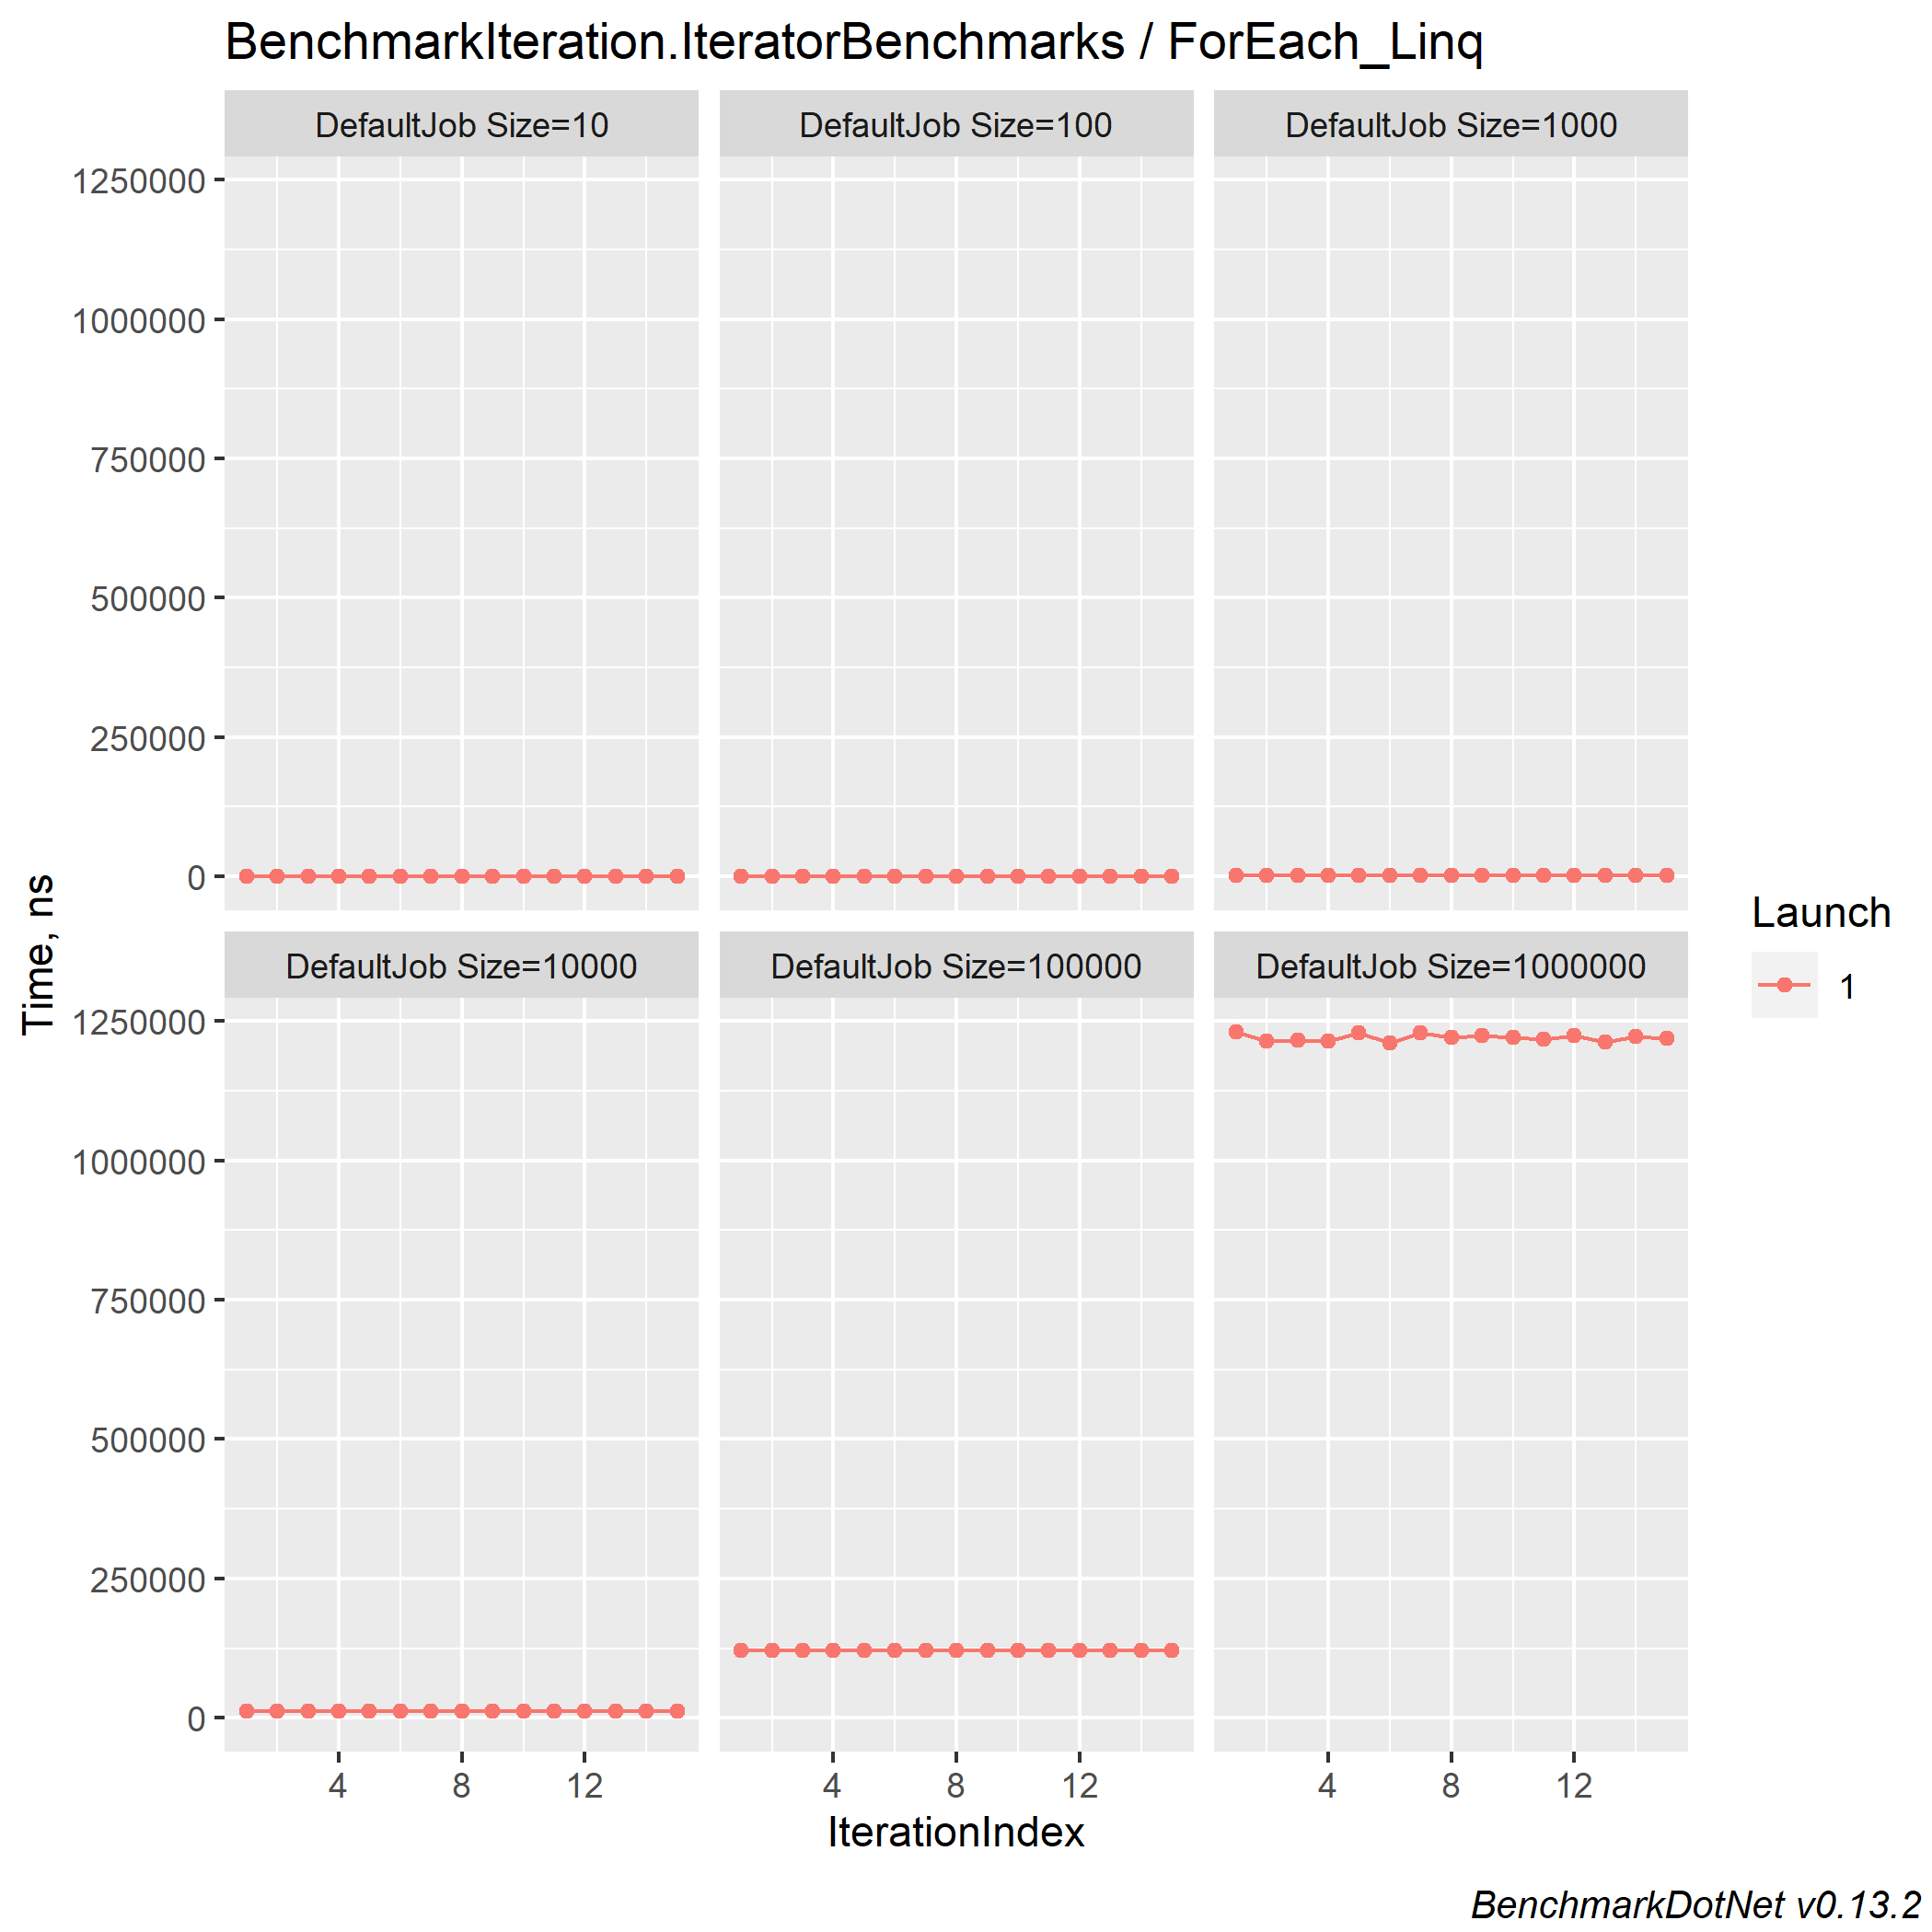 BenchmarkIteration.IteratorBenchmarks / ForEach_Linq
DefaultJob Size=10
DefaultJob Size=100
DefaultJob Size=1000
1250000
1000000
750000
500000
250000
0
DefaultJob Size=10000
DefaultJob Size=100000
DefaultJob Size=1000000
1250000
1000000
750000
500000
250000
0
4
8
12
4
8
12
4
8
12
Time, ns
IterationIndex
Launch
1
BenchmarkDotNet v0.13.2